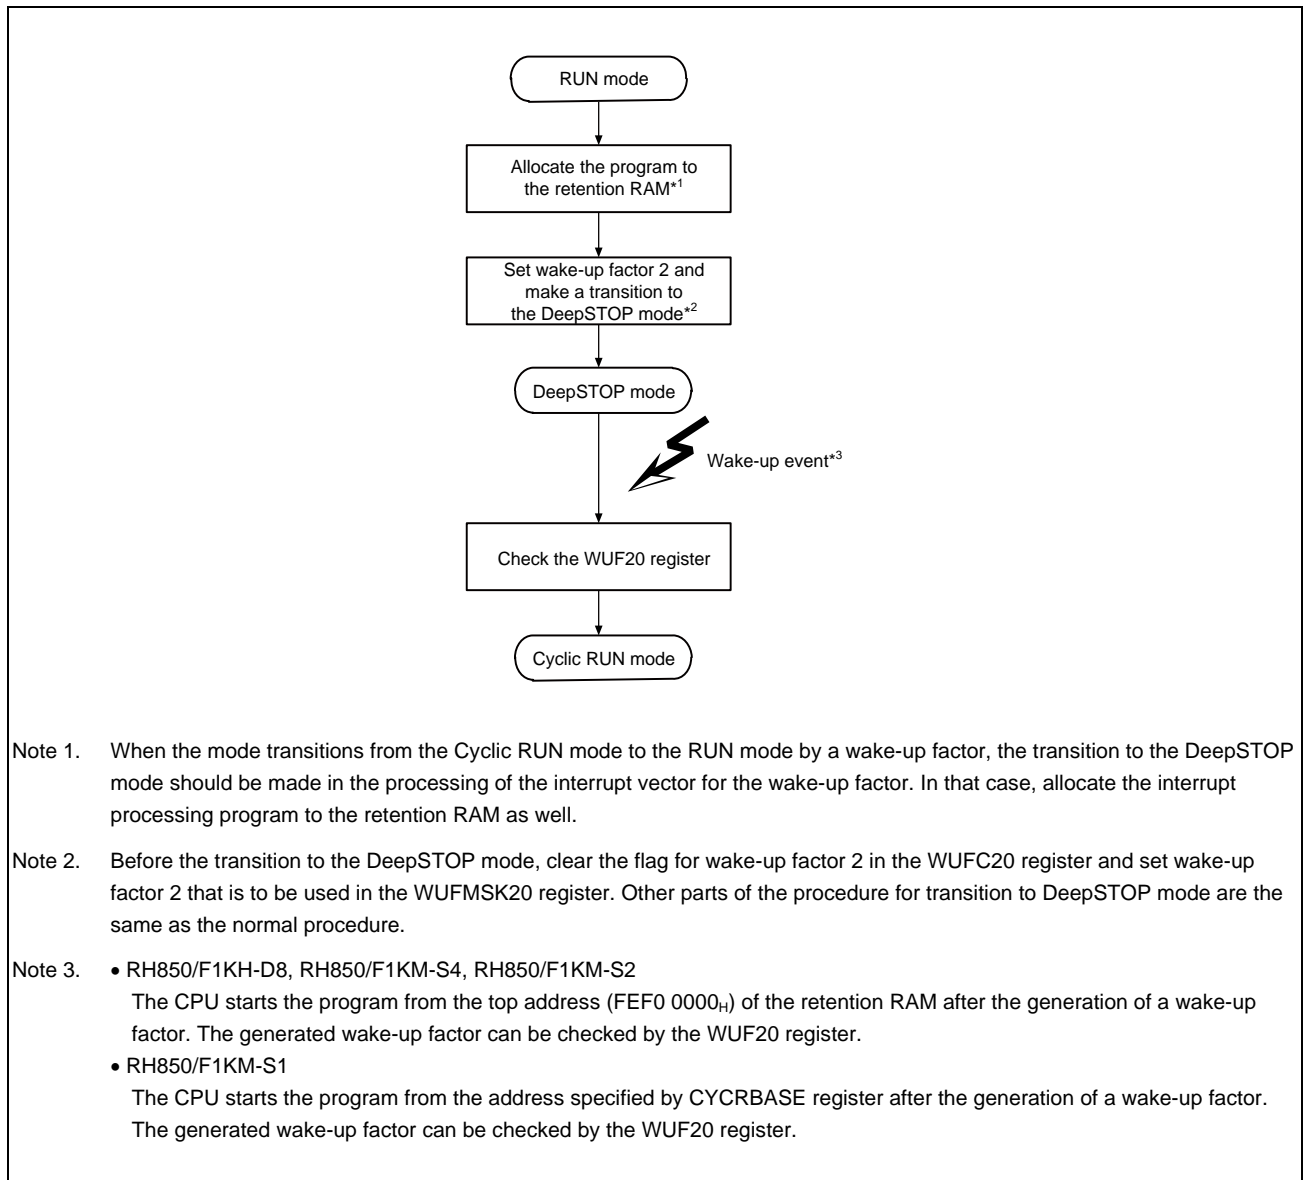 RUN mode
Allocate the program to
the retention RAM*1
Set wake-up factor 2 and
make a transition to
the DeepSTOP mode*2
DeepSTOP mode
Wake-up event*3
Check the WUF20 register
Cyclic RUN mode
Note 1. When the mode transitions from the Cyclic RUN mode to the RUN mode by a wake-up factor, the transition to the DeepSTOP
mode should be made in the processing of the interrupt vector for the wake-up factor. In that case, allocate the interrupt
processing program to the retention RAM as well.
Note 2. Before the transition to the DeepSTOP mode, clear the flag for wake-up factor 2 in the WUFC20 register and set wake-up
factor 2 that is to be used in the WUFMSK20 register. Other parts of the procedure for transition to DeepSTOP mode are the
same as the normal procedure.
Note 3. • RH850/F1KH-D8, RH850/F1KM-S4, RH850/F1KM-S2
The CPU starts the program from the top address (FEF0 0000H) of the retention RAM after the generation of a wake-up
factor. The generated wake-up factor can be checked by the WUF20 register.
• RH850/F1KM-S1
The CPU starts the program from the address specified by CYCRBASE register after the generation of a wake-up factor.
The generated wake-up factor can be checked by the WUF20 register.